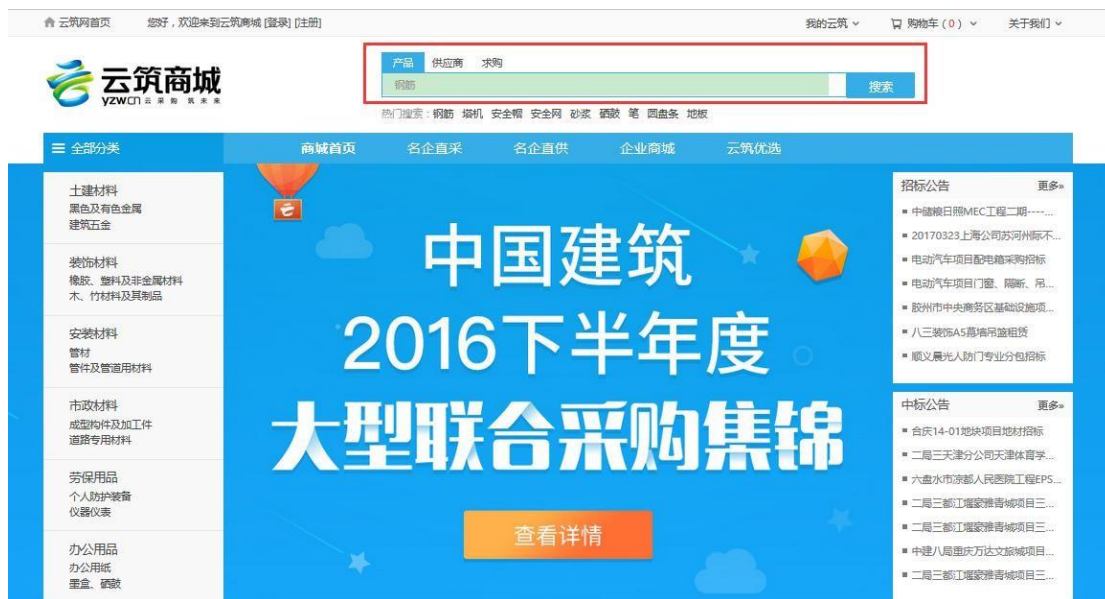 云筑网首页 您好，欢迎来到云筑商城 [登录] [注册] 我的云筑 购物车（0） 关于我们
云筑商城
yzw.cn 云采购 筑未来
产品 供应商 求购
钢筋 搜索
热门搜索：钢筋 塔机 安全帽 安全网 砂浆 硒鼓 笔 圆盘条 地板
全部分类 商城首页 名企直采 名企直供 企业商城 云筑优选
土建材料
黑色及有色金属
建筑五金
装饰材料
橡胶、塑料及非金属材料
木、竹材料及其制品
安装材料
管材
管件及管道用材料
市政材料
成型构件及加工件
道路专用材料
劳保用品
个人防护装备
仪器仪表
办公用品
办公用纸
墨盒、硒鼓
云
中国建筑
2016下半年度
大型联合采购集锦
查看详情
招标公告 更多»
中储粮日照MEC工程二期----...
20170323上海公司苏河州际不...
电动汽车项目配电箱采购招标
电动汽车项目门窗、隔断、吊...
胶州市中央商务区基础设施项...
八三装饰A5幕墙吊篮租赁
顺义晨光人防门专业分包招标
中标公告 更多»
合庆14-01地块项目地材招标
二局三天津分公司天津体育学...
六盘水市凉都人民医院工程EPS...
二局三都江堰蒙雅青城项目三...
二局三都江堰蒙雅青城项目三...
中建八局重庆万达文旅城项目...
二局三都江堰蒙雅青城项目三...